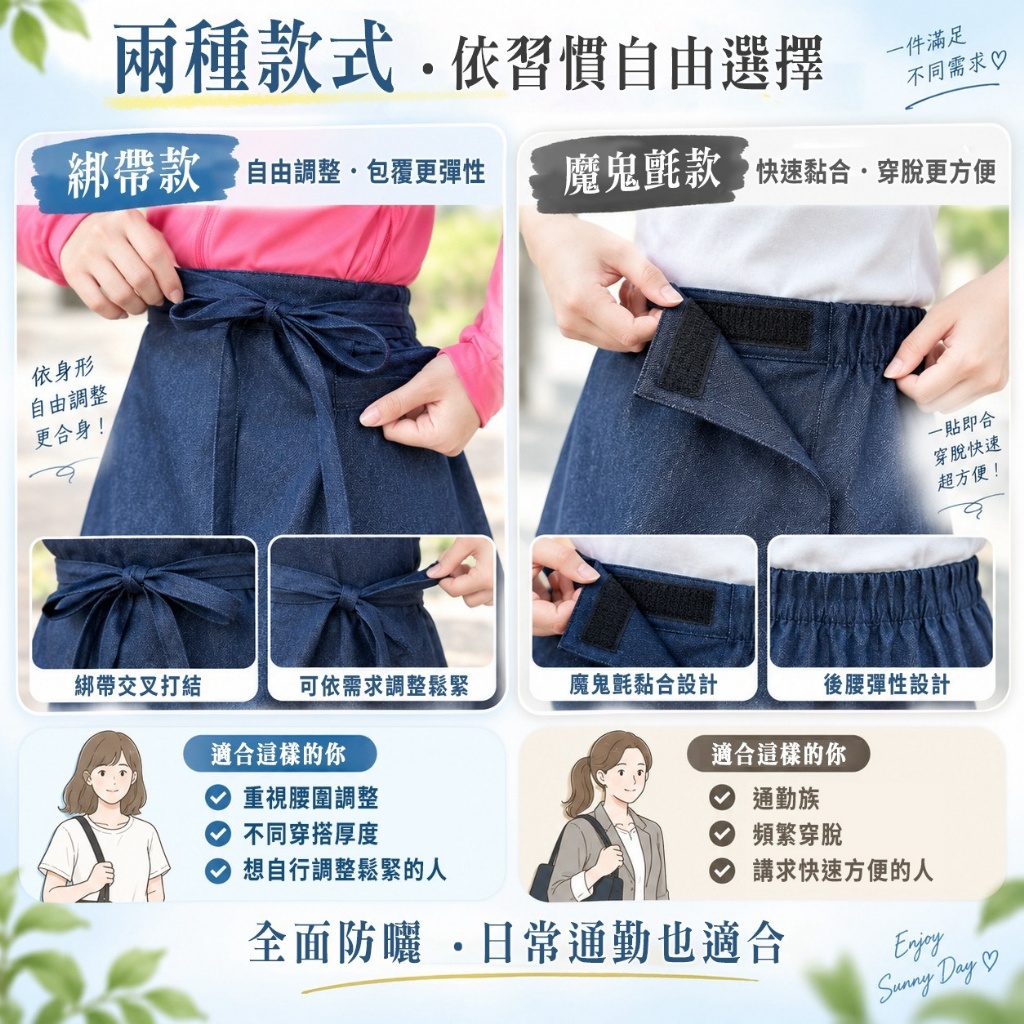 兩種款式・依習慣自由選擇
一件滿足
不同需求♡
綁帶款
自由調整・包覆更彈性
依身形
自由調整
更合身！
綁帶交叉打結
可依需求調整鬆緊
魔鬼氈款
快速黏合・穿脫更方便
一貼即合
穿脫快速
超方便！
魔鬼氈黏合設計
後腰彈性設計
適合這樣的你
重視腰圍調整
不同穿搭厚度
想自行調整鬆緊的人
適合這樣的你
通勤族
頻繁穿脫
講求快速方便的人
全面防曬・日常通勤也適合
Enjoy
Sunny Day♡